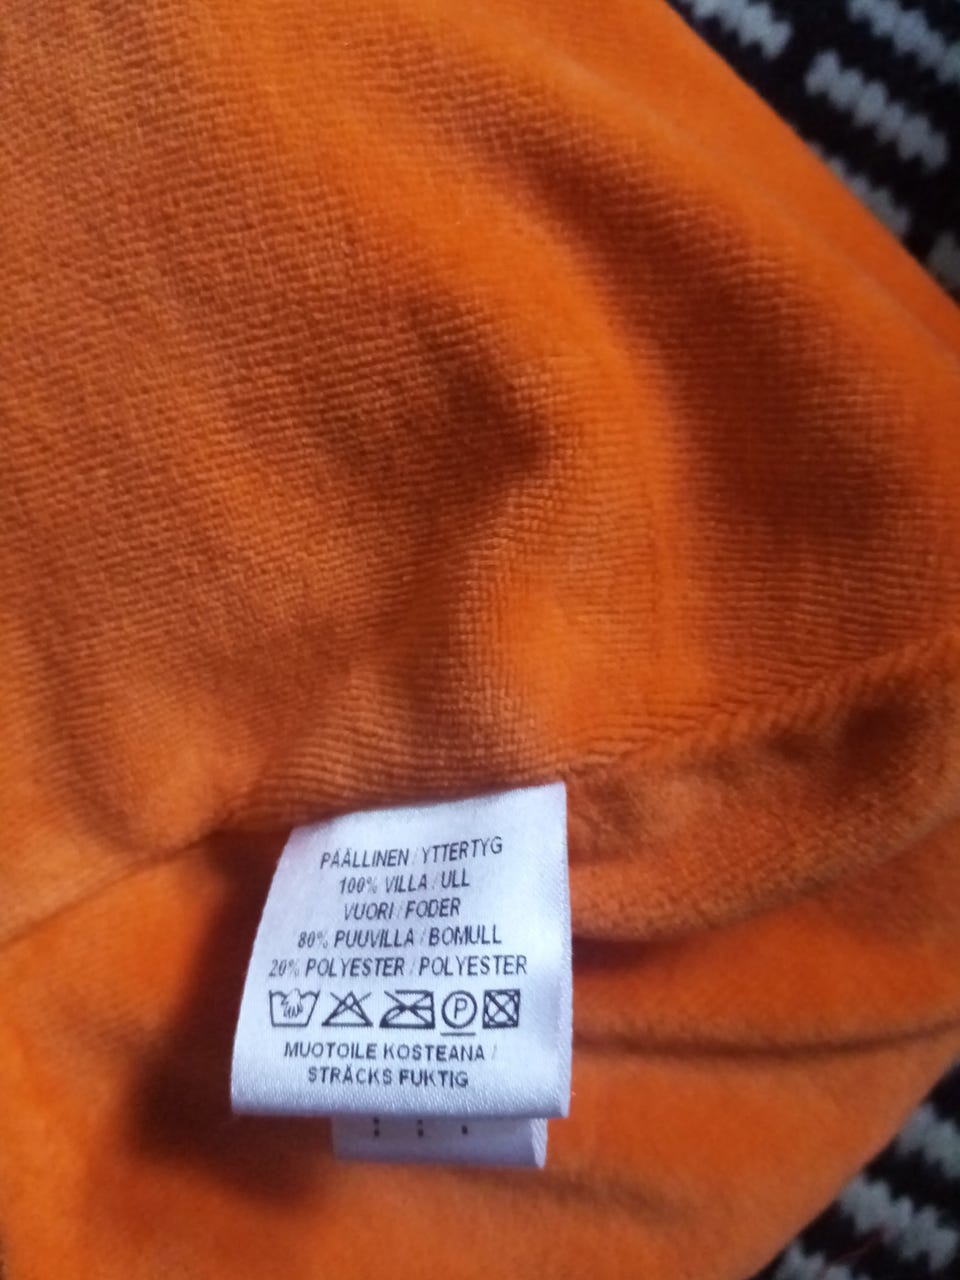 PÄÄLLINEN / YTTERTYG
100% VILLA / ULL
VUORI / FODER
80% PUUVILLA / BOMULL
20% POLYESTER / POLYESTER
P
MUOTOILE KOSTEANA /
STRÄCKS FUKTIG